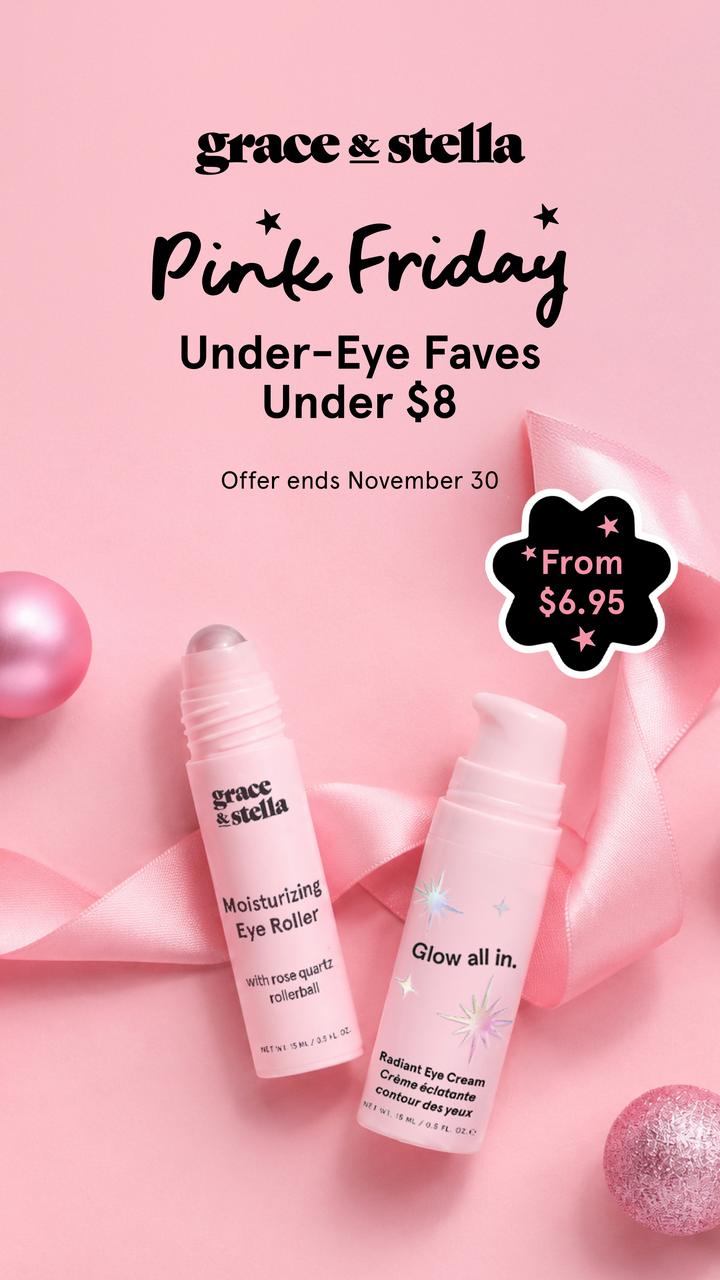 grace & stella
Pink Friday
Under-Eye Faves
Under $8
Offer ends November 30
From
$6.95
grace
& stella
Moisturizing
Eye Roller
with rose quartz
rollerball
NET WT. 15 ML / 0.5 FL. OZ.
Glow all in.
Radiant Eye Cream
Crème éclatante
contour des yeux
NET WT. 15 ML / 0.5 FL. OZ.℮